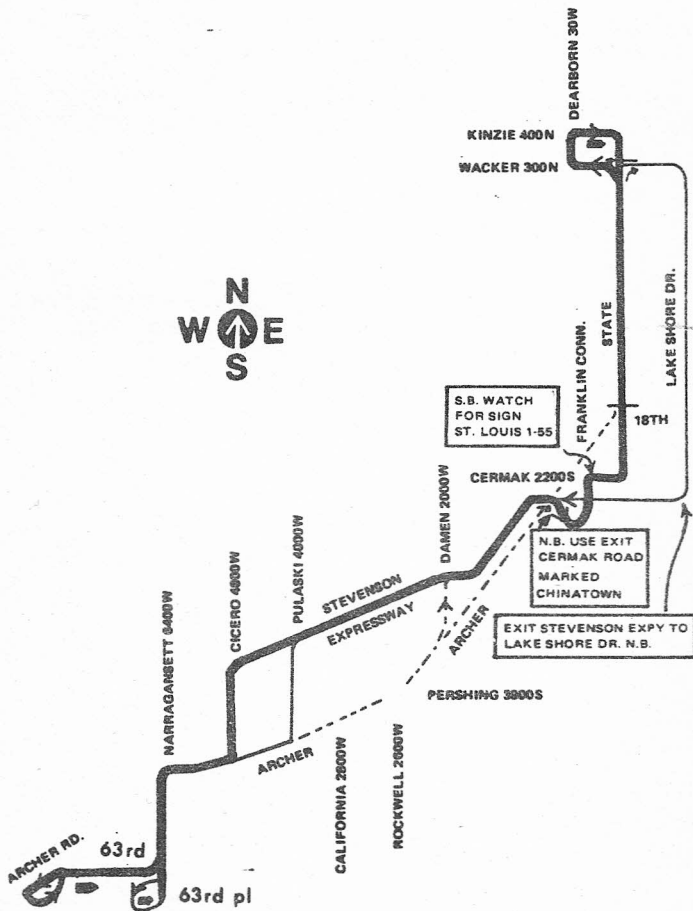 DEARBORN 30W
KINZIE 400N
WACKER 300N
N
W E
S
LAKE SHORE DR.
STATE
FRANKLIN CONN.
S.B. WATCH
FOR SIGN
ST. LOUIS 1-55
18TH
CERMAK 2200S
DAMEN 2000W
N.B. USE EXIT
CERMAK ROAD
MARKED
CHINATOWN
PULASKI 4000W
CICERO 4800W
STEVENSON
EXPRESSWAY
ARCHER
EXIT STEVENSON EXPY TO
LAKE SHORE DR. N.B.
NARRAGANSETT 6400W
PERSHING 3900S
ARCHER
CALIFORNIA 2800W
ROCKWELL 2600W
ARCHER RD.
63rd
63rd pl